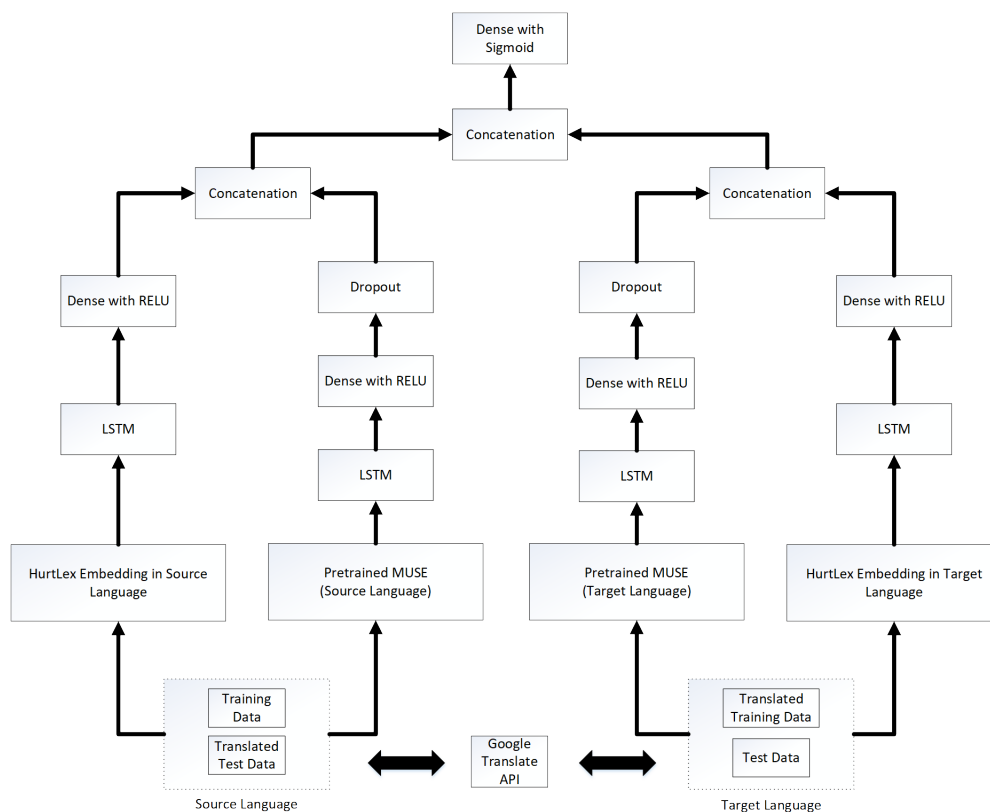 Dense with
Sigmoid
Concatenation
Concatenation
Concatenation
Dense with RELU
Dropout
Dropout
Dense with RELU
Dense with RELU
Dense with RELU
LSTM
LSTM
LSTM
LSTM
HurtLex Embedding in Source
Language
Pretrained MUSE
(Source Language)
Pretrained MUSE
(Target Language)
HurtLex Embedding in Target
Language
Training
Data
Translated
Test Data
Google
Translate
API
Translated
Training Data
Test Data
Source Language
Target Language